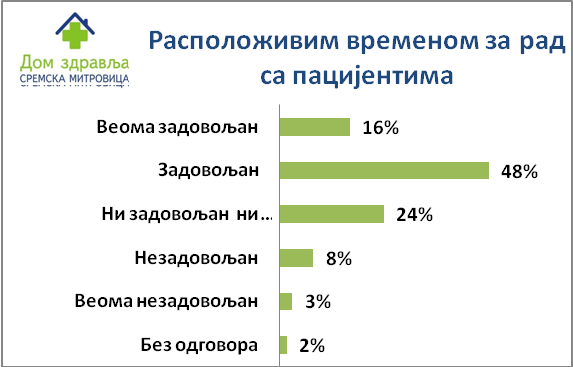 Дом здравља
СРЕМСКА МИТРОВИЦА
Расположивим временом за рад
са пацијентима
Веома задовољан 16%
Задовољан 48%
Ни задовољан ни... 24%
Незадовољан 8%
Веома незадовољан 3%
Без одговора 2%